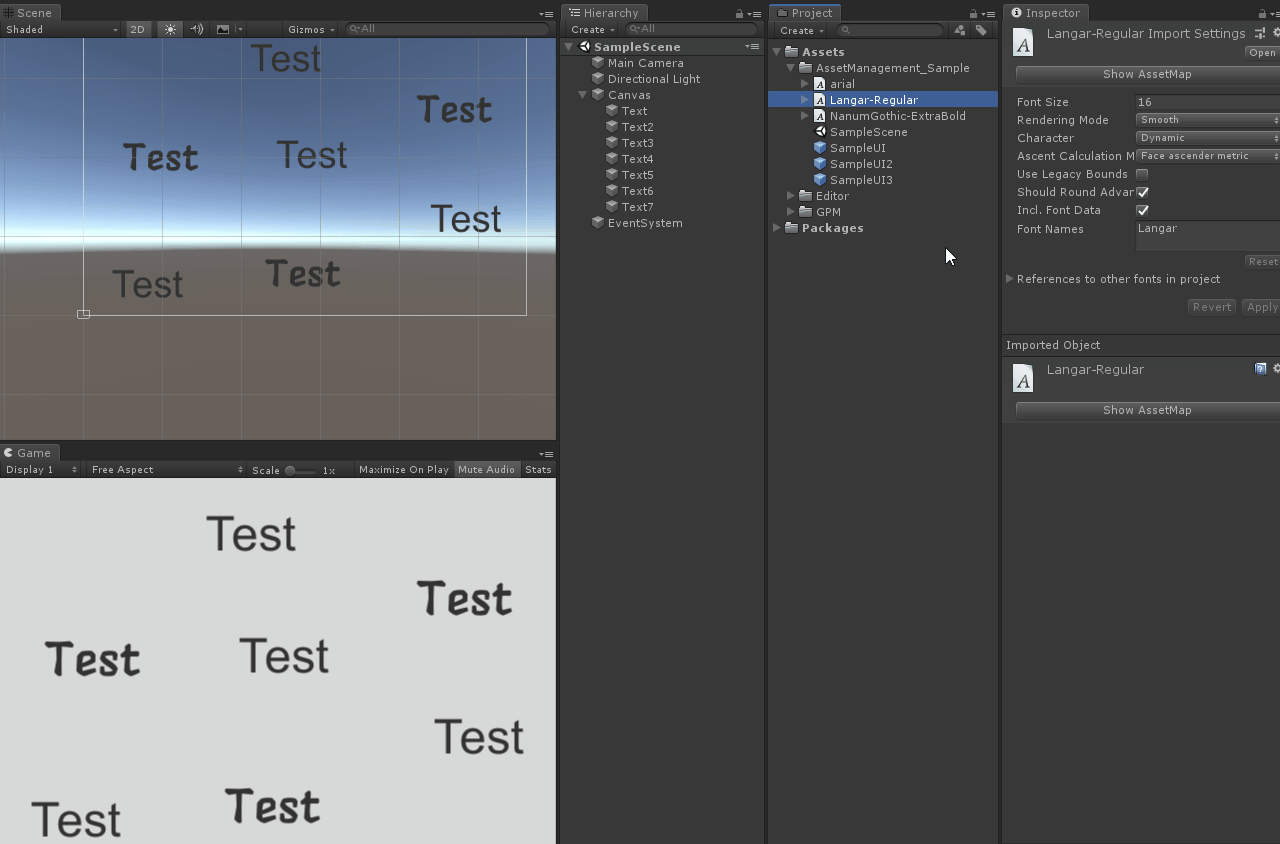 Scene
Shaded
2D
Gizmos
All
Test
Test
Test
Test
Test
Test
Test
Game
Display 1
Free Aspect
Scale
1x
Maximize On Play
Mute Audio
Stats
Test
Test
Test
Test
Test
Test
Test
Hierarchy
Create
All
SampleScene
Main Camera
Directional Light
Canvas
Text
Text2
Text3
Text4
Text5
Text6
Text7
EventSystem
Project
Create
Assets
AssetManagement_Sample
arial
Langar-Regular
NanumGothic-ExtraBold
SampleScene
SampleUI
SampleUI2
SampleUI3
Editor
GPM
Packages
Inspector
Langar-Regular Import Settings
Open
Show AssetMap
Font Size 16
Rendering Mode Smooth
Character Dynamic
Ascent Calculation M Face ascender metric
Use Legacy Bounds
Should Round Advar
Incl. Font Data
Font Names Langar
Reset
References to other fonts in project
Revert Apply
Imported Object
Langar-Regular
Show AssetMap